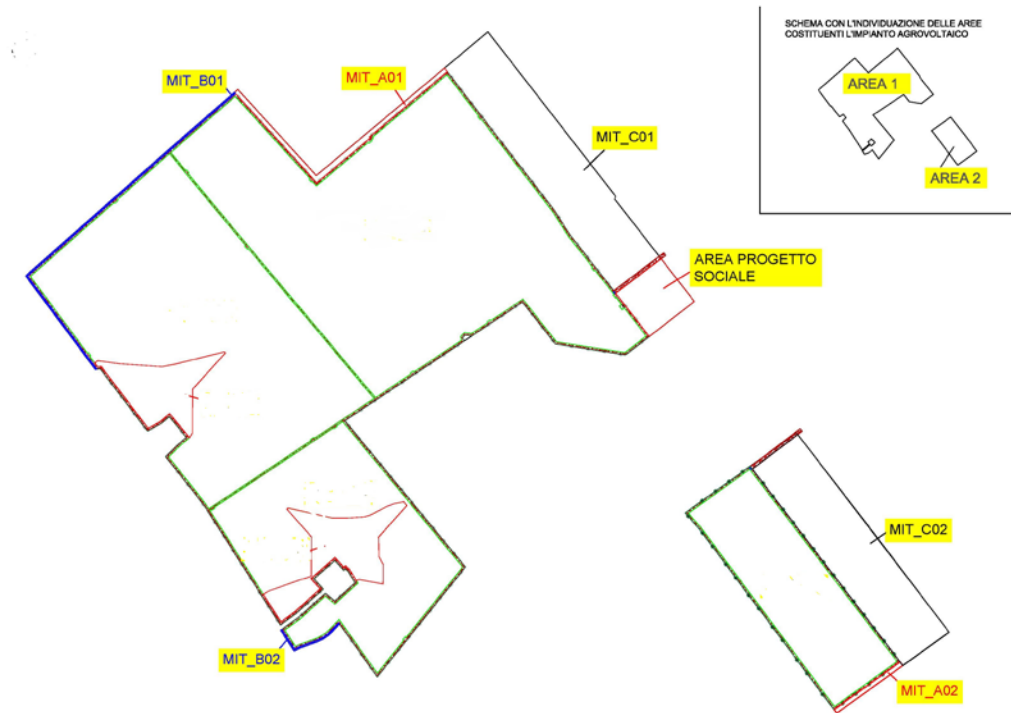 SCHEMA CON L'INDIVIDUAZIONE DELLE AREE
COSTITUENTI L'IMPIANTO AGROVOLTAICO
AREA 1
AREA 2
MIT_B01
MIT_A01
MIT_C01
AREA PROGETTO
SOCIALE
MIT_C02
MIT_B02
MIT_A02